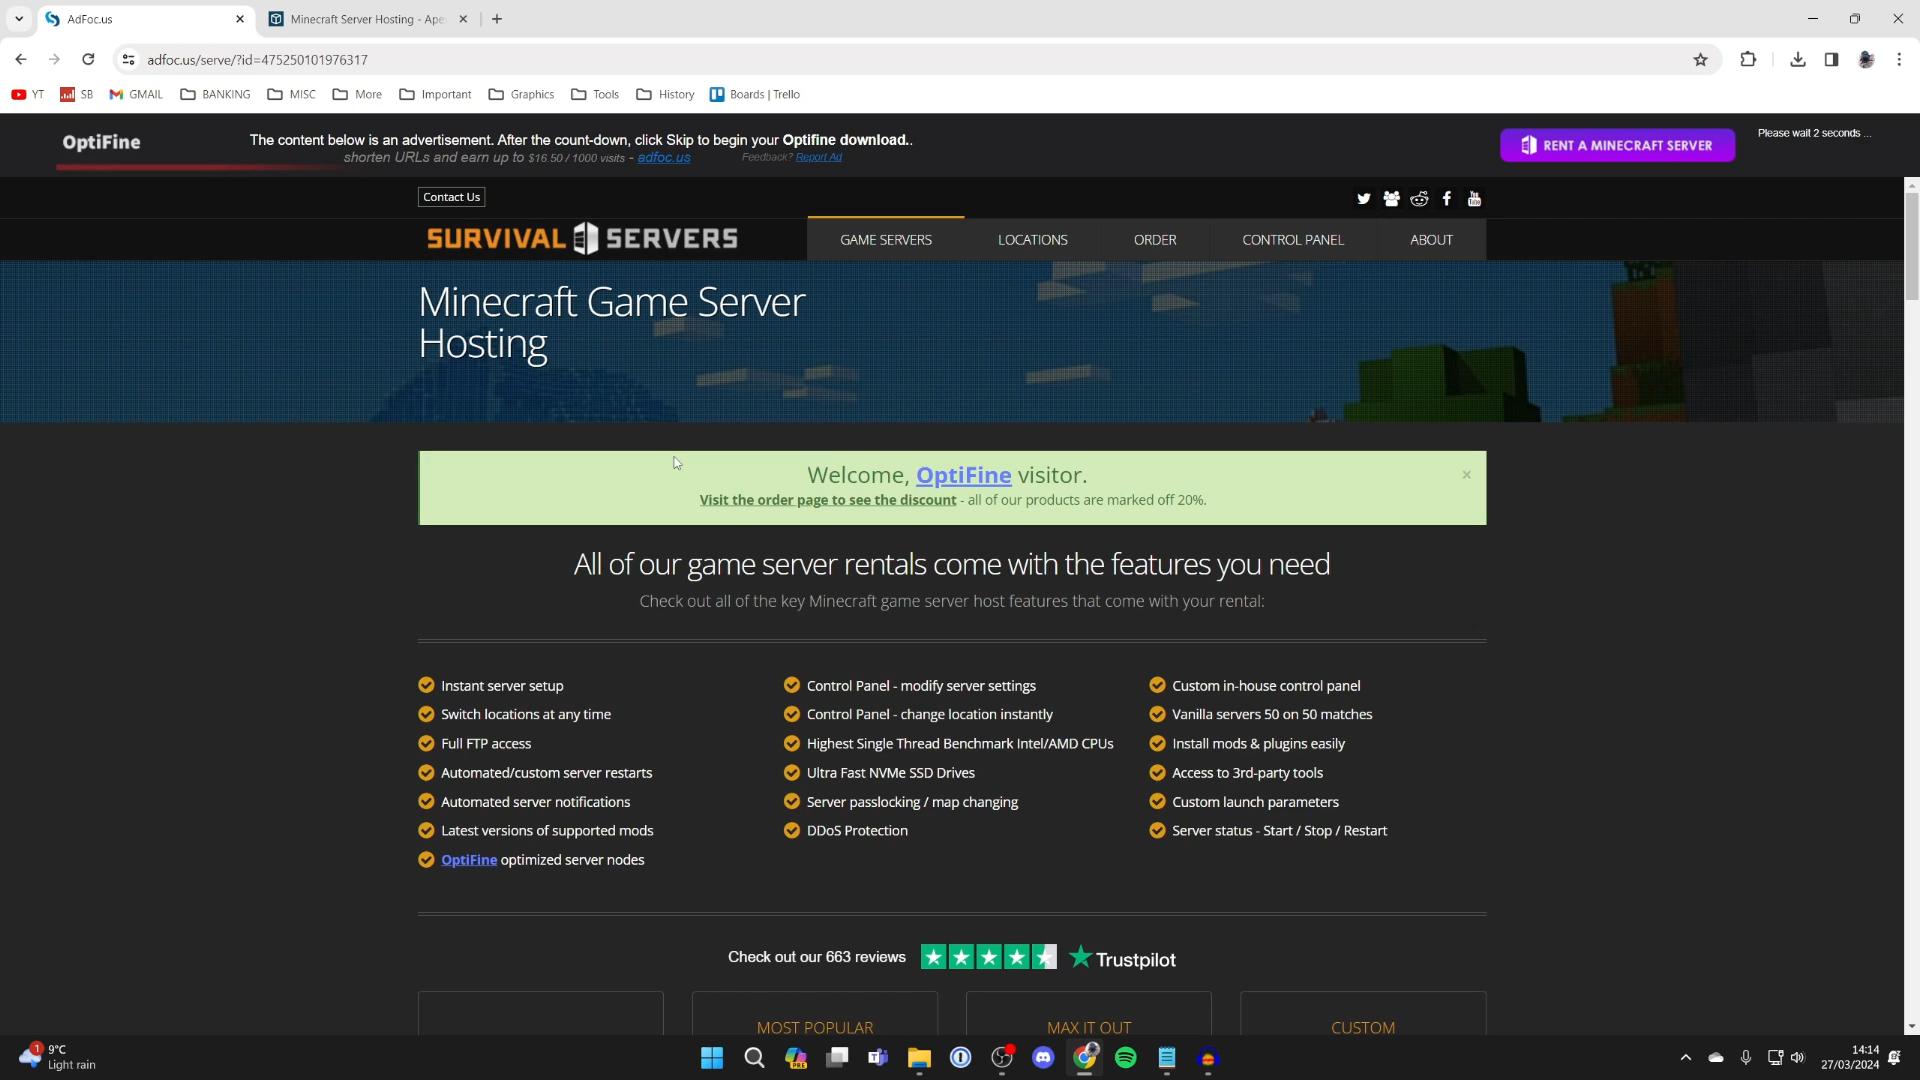 AdFoc.us
Minecraft Server Hosting - Ape
adfoc.us/serve/?id=475250101976317
YT
SB
GMAIL
BANKING
MISC
More
Important
Graphics
Tools
History
Boards | Trello
OptiFine
The content below is an advertisement. After the count-down, click Skip to begin your Optifine download..
shorten URLs and earn up to $16.50 / 1000 visits - adfoc.us
Feedback? Report Ad
RENT A MINECRAFT SERVER
Please wait 2 seconds ...
Contact Us
SURVIVAL SERVERS
GAME SERVERS
LOCATIONS
ORDER
CONTROL PANEL
ABOUT
Minecraft Game Server
Hosting
Welcome, OptiFine visitor.
×
Visit the order page to see the discount - all of our products are marked off 20%.
All of our game server rentals come with the features you need
Check out all of the key Minecraft game server host features that come with your rental:
Instant server setup
Switch locations at any time
Full FTP access
Automated/custom server restarts
Automated server notifications
Latest versions of supported mods
OptiFine optimized server nodes
Control Panel - modify server settings
Control Panel - change location instantly
Highest Single Thread Benchmark Intel/AMD CPUs
Ultra Fast NVMe SSD Drives
Server passlocking / map changing
DDoS Protection
Custom in-house control panel
Vanilla servers 50 on 50 matches
Install mods & plugins easily
Access to 3rd-party tools
Custom launch parameters
Server status - Start / Stop / Restart
Check out our 663 reviews
Trustpilot
MOST POPULAR
MAX IT OUT
CUSTOM
1
9°C
Light rain
PRE
14:14
27/03/2024